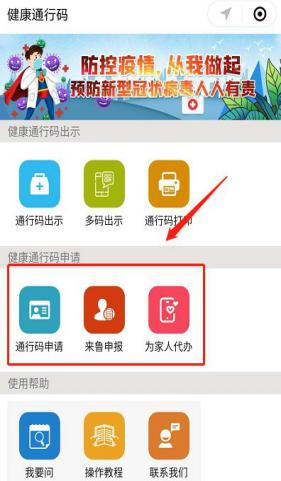 健康通行码
防控疫情，从我做起
预防新型冠状病毒人人有责
健康通行码出示
通行码出示 多码出示 通行码打印
健康通行码申请
通行码申请 来鲁申报 为家人代办
使用帮助
我要问 操作教程 联系我们